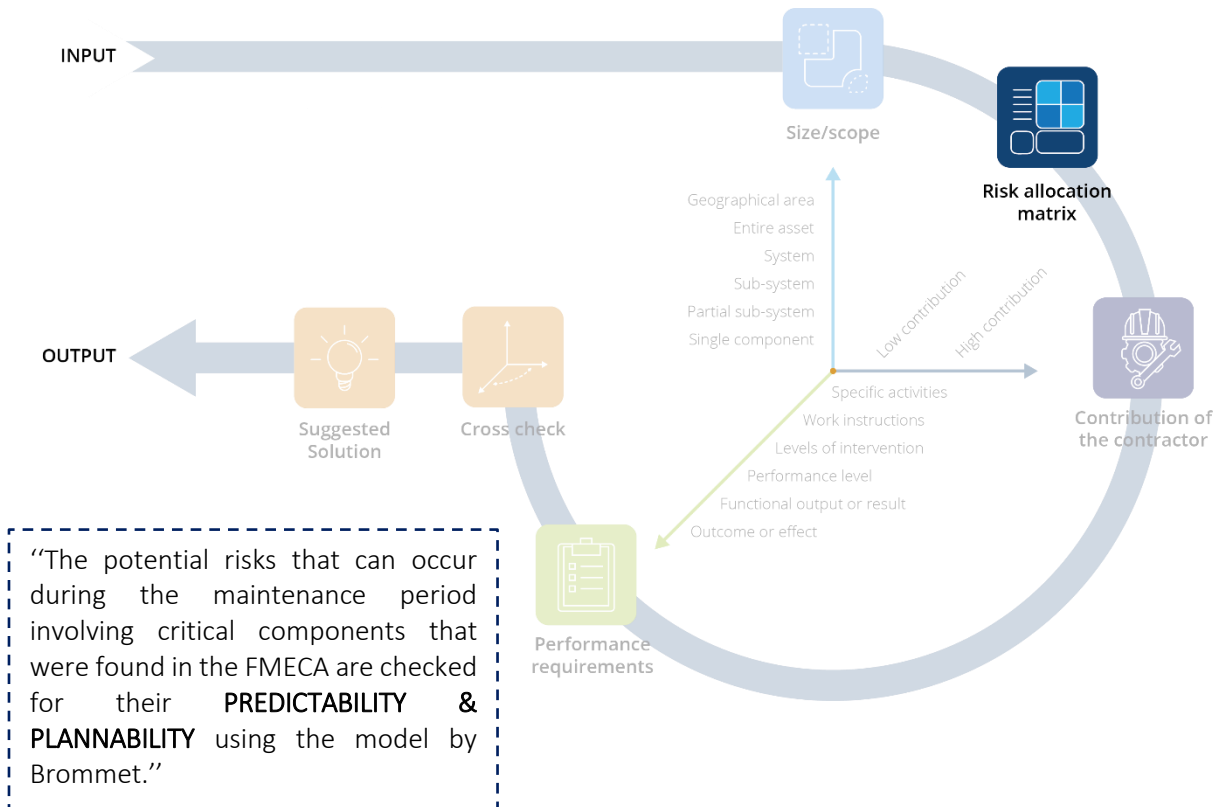 INPUT
Size/scope
Risk allocation
matrix
Geographical area
Entire asset
System
Sub-system
Partial sub-system
Single component
Low contribution
High contribution
OUTPUT
Specific activities
Work instructions
Levels of intervention
Performance level
Functional output or result
Outcome or effect
Contribution of
the contractor
Suggested
Solution
Cross check
Performance
requirements
‘‘The potential risks that can occur
during the maintenance period
involving critical components that
were found in the FMECA are checked
for their PREDICTABILITY &
PLANNABILITY using the model by
Brommet.’’